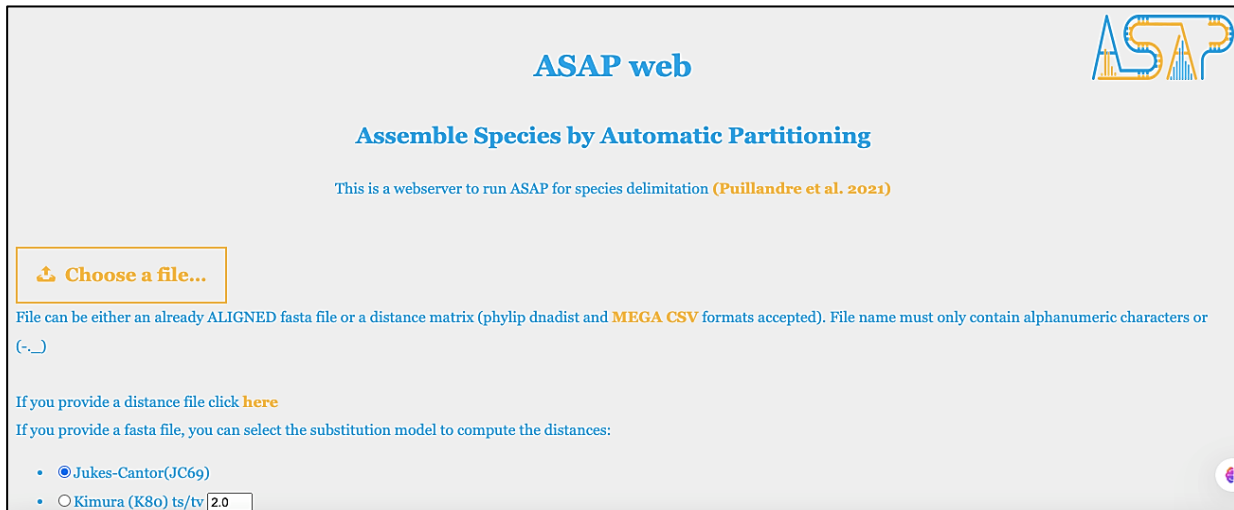 ASAP
ASAP web
Assemble Species by Automatic Partitioning
This is a webserver to run ASAP for species delimitation (Puillandre et al. 2021)
Choose a file...
File can be either an already ALIGNED fasta file or a distance matrix (phylip dnadist and MEGA CSV formats accepted). File name must only contain alphanumeric characters or
(-._)
If you provide a distance file click here
If you provide a fasta file, you can select the substitution model to compute the distances:
• Jukes-Cantor(JC69)
• Kimura (K80) ts/tv 2.0